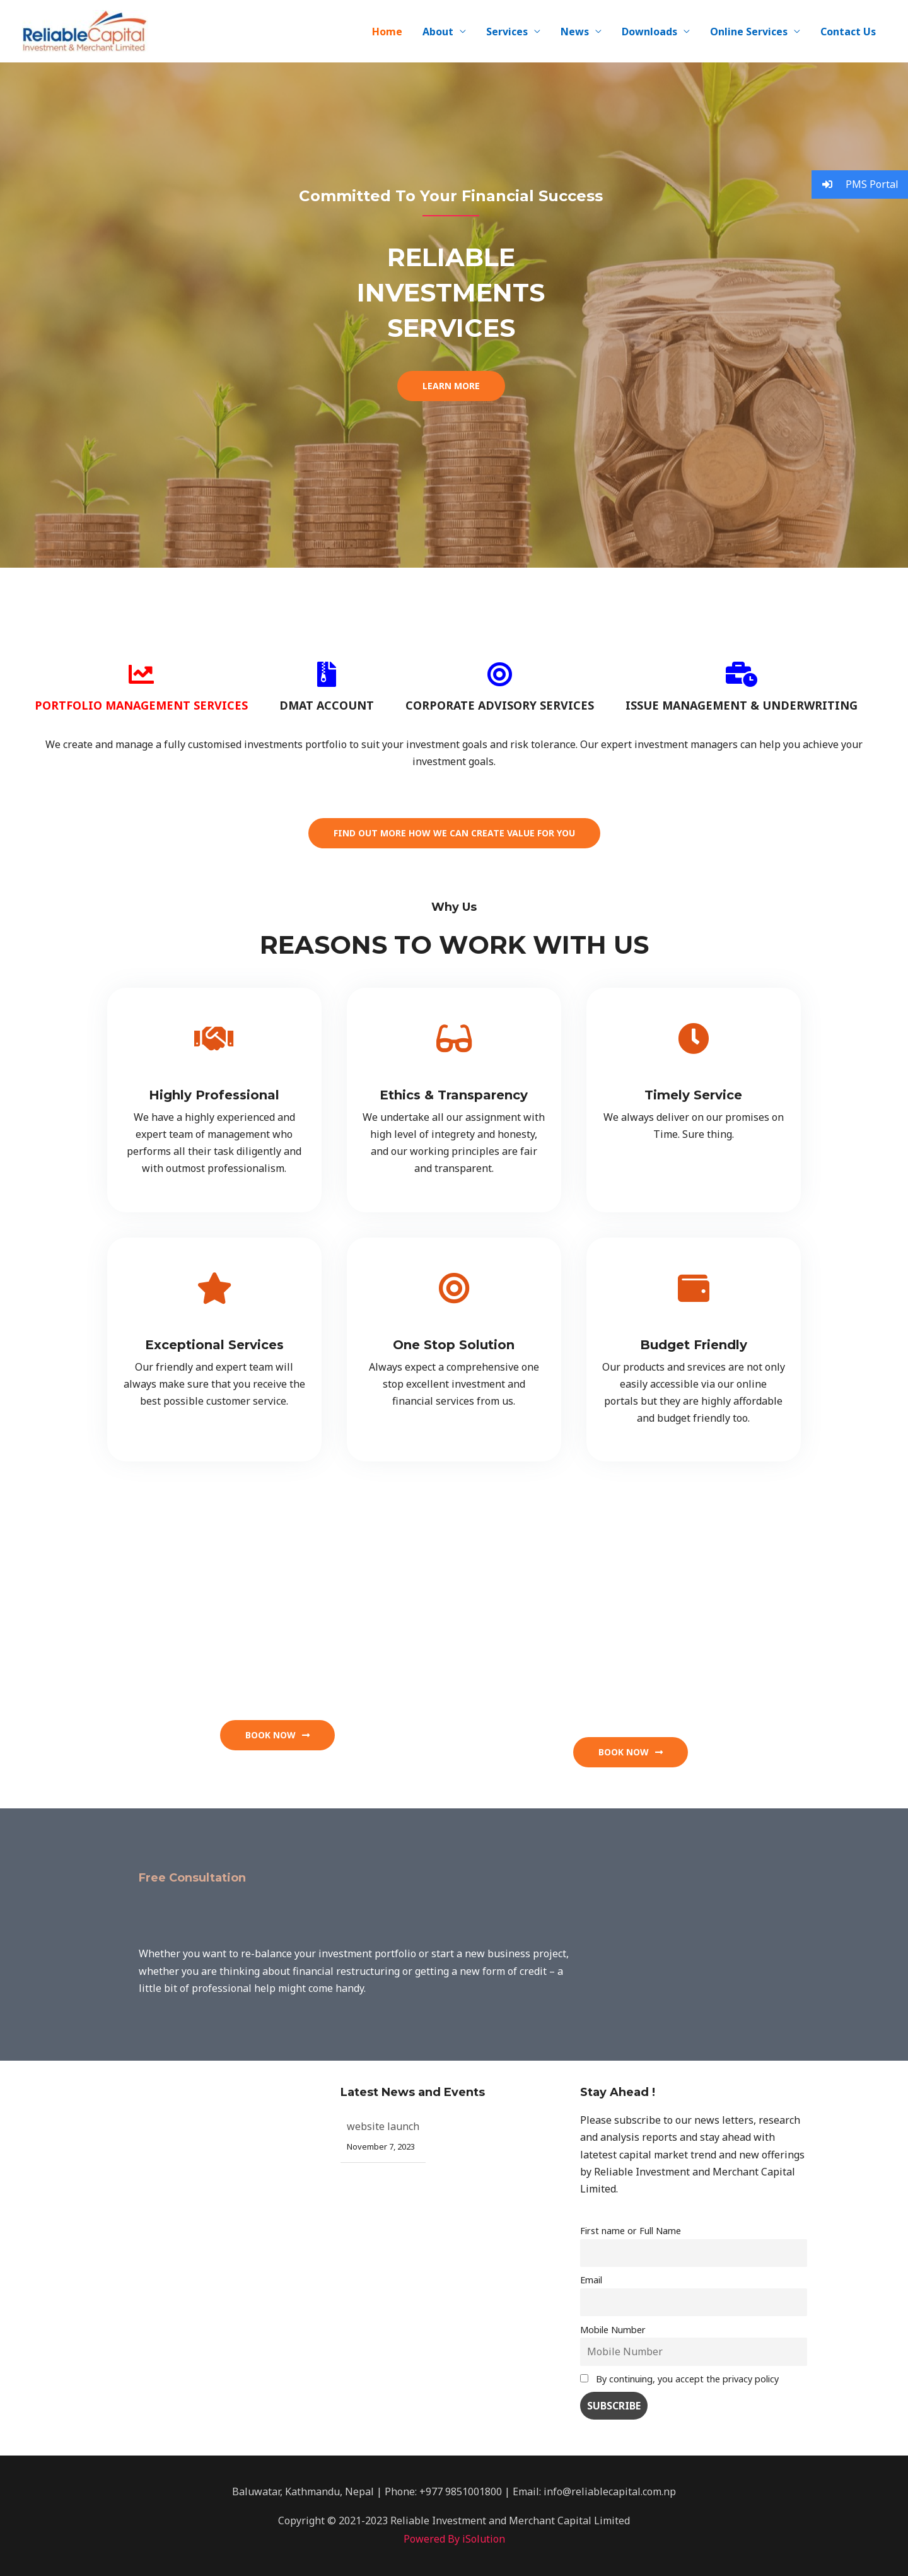 ReliableCapital
Investment & Merchant Limited
Home
About
Services
News
Downloads
Online Services
Contact Us
PMS Portal
Committed To Your Financial Success
RELIABLE
INVESTMENTS
SERVICES
LEARN MORE
PORTFOLIO MANAGEMENT SERVICES
DMAT ACCOUNT
CORPORATE ADVISORY SERVICES
ISSUE MANAGEMENT & UNDERWRITING
We create and manage a fully customised investments portfolio to suit your investment goals and risk tolerance. Our expert investment managers can help you achieve your
investment goals.
FIND OUT MORE HOW WE CAN CREATE VALUE FOR YOU
Why Us
REASONS TO WORK WITH US
Highly Professional
We have a highly experienced and
expert team of management who
performs all their task diligently and
with outmost professionalism.
Ethics & Transparency
We undertake all our assignment with
high level of integrety and honesty,
and our working principles are fair
and transparent.
Timely Service
We always deliver on our promises on
Time. Sure thing.
Exceptional Services
Our friendly and expert team will
always make sure that you receive the
best possible customer service.
One Stop Solution
Always expect a comprehensive one
stop excellent investment and
financial services from us.
Budget Friendly
Our products and srevices are not only
easily accessible via our online
portals but they are highly affordable
and budget friendly too.
BOOK NOW
BOOK NOW
Free Consultation
Whether you want to re-balance your investment portfolio or start a new business project,
whether you are thinking about financial restructuring or getting a new form of credit – a
little bit of professional help might come handy.
Latest News and Events
website launch
November 7, 2023
Stay Ahead !
Please subscribe to our news letters, research
and analysis reports and stay ahead with
latetest capital market trend and new offerings
by Reliable Investment and Merchant Capital
Limited.
First name or Full Name
Email
Mobile Number
Mobile Number
By continuing, you accept the privacy policy
SUBSCRIBE
Baluwatar, Kathmandu, Nepal | Phone: +977 9851001800 | Email: info@reliablecapital.com.np
Copyright © 2021-2023 Reliable Investment and Merchant Capital Limited
Powered By iSolution